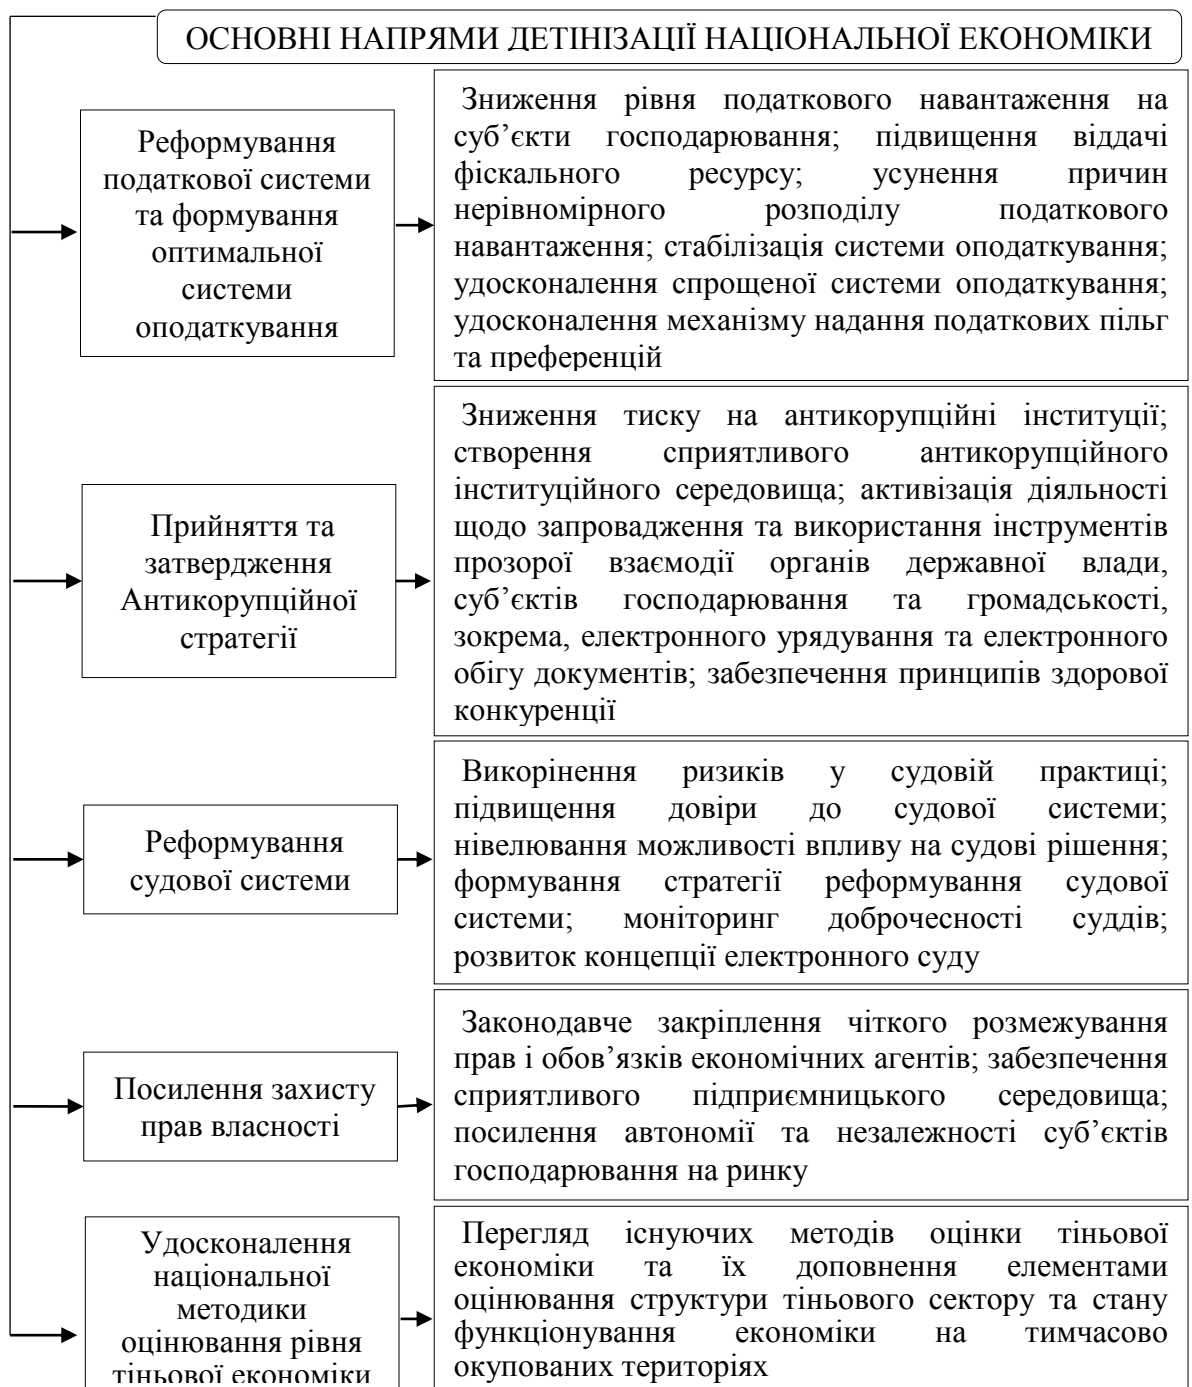 ОСНОВНІ НАПРЯМИ ДЕТІНІЗАЦІЇ НАЦІОНАЛЬНОЇ ЕКОНОМІКИ
Реформування
податкової системи
та формування
оптимальної
системи
оподаткування
Зниження рівня податкового навантаження на
суб’єкти господарювання; підвищення віддачі
фіскального ресурсу; усунення причин
нерівномірного розподілу податкового
навантаження; стабілізація системи оподаткування;
удосконалення спрощеної системи оподаткування;
удосконалення механізму надання податкових пільг
та преференцій
Прийняття та
затвердження
Антикорупційної
стратегії
Зниження тиску на антикорупційні інституції;
створення сприятливого антикорупційного
інституційного середовища; активізація діяльності
щодо запровадження та використання інструментів
прозорої взаємодії органів державної влади,
суб’єктів господарювання та громадськості,
зокрема, електронного урядування та електронного
обігу документів; забезпечення принципів здорової
конкуренції
Реформування
судової системи
Викорінення ризиків у судовій практиці;
підвищення довіри до судової системи;
нівелювання можливості впливу на судові рішення;
формування стратегії реформування судової
системи; моніторинг доброчесності суддів;
розвиток концепції електронного суду
Посилення захисту
прав власності
Законодавче закріплення чіткого розмежування
прав і обов’язків економічних агентів; забезпечення
сприятливого підприємницького середовища;
посилення автономії та незалежності суб’єктів
господарювання на ринку
Удосконалення
національної
методики
оцінювання рівня
тіньової економіки
Перегляд існуючих методів оцінки тіньової
економіки та їх доповнення елементами
оцінювання структури тіньового сектору та стану
функціонування економіки на тимчасово
окупованих територіях